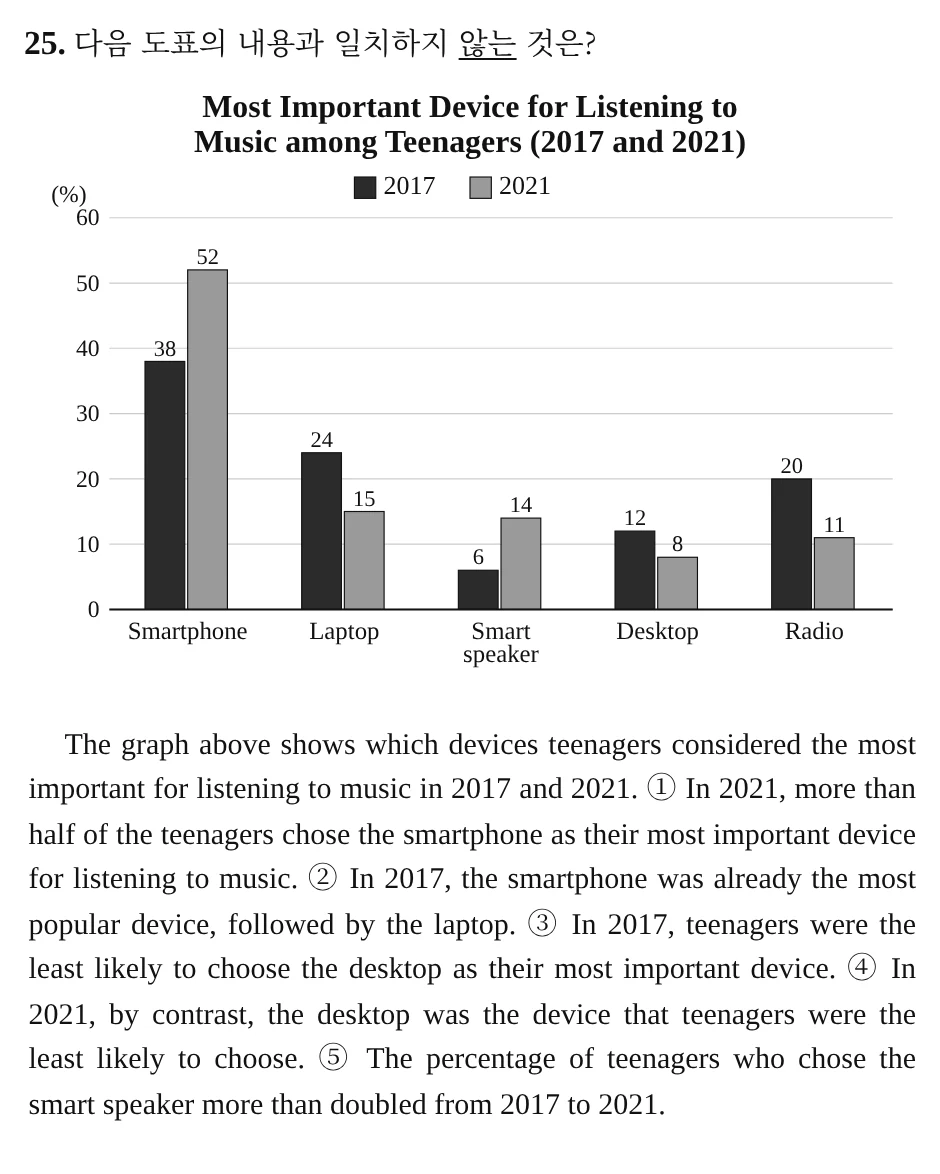 25. 다음 도표의 내용과 일치하지 않는 것은?
Most Important Device for Listening to
Music among Teenagers (2017 and 2021)
2017 2021
(%)
60
50
40
30
20
10
0
38 52
24 15
6 14
12 8
20 11
Smartphone Laptop Smart speaker Desktop Radio
The graph above shows which devices teenagers considered the most
important for listening to music in 2017 and 2021. ① In 2021, more than
half of the teenagers chose the smartphone as their most important device
for listening to music. ② In 2017, the smartphone was already the most
popular device, followed by the laptop. ③ In 2017, teenagers were the
least likely to choose the desktop as their most important device. ④ In
2021, by contrast, the desktop was the device that teenagers were the
least likely to choose. ⑤ The percentage of teenagers who chose the
smart speaker more than doubled from 2017 to 2021.